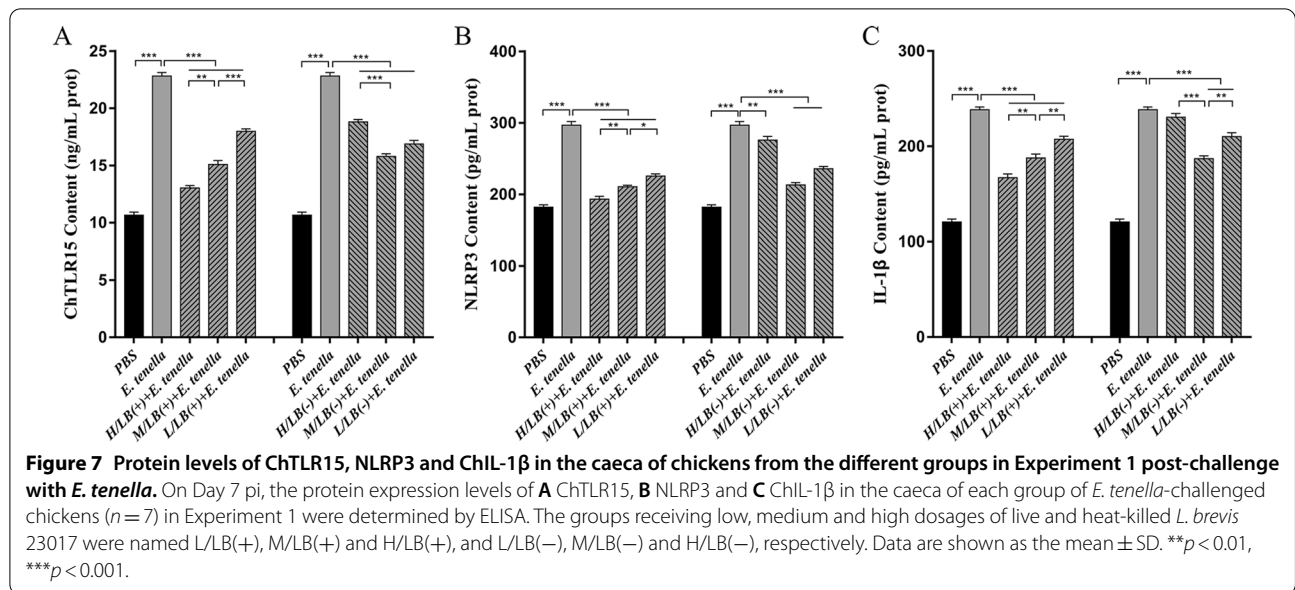 A
ChTLR15 Content (ng/mL prot)
25
20
15
10
5
0
*** ***
** ***
*** ***
***
PBS
E. tenella
H/LB(+)+E. tenella
M/LB(+)+E. tenella
L/LB(+)+E. tenella
PBS
E. tenella
H/LB(-)+E. tenella
M/LB(-)+E. tenella
L/LB(-)+E. tenella
B
NLRP3 Content (pg/mL prot)
400
300
200
100
0
*** ***
** *
***
*** **
PBS
E. tenella
H/LB(+)+E. tenella
M/LB(+)+E. tenella
L/LB(+)+E. tenella
PBS
E. tenella
H/LB(-)+E. tenella
M/LB(-)+E. tenella
L/LB(-)+E. tenella
C
IL-1β Content (pg/mL prot)
300
200
100
0
*** ***
** **
*** ***
*** **
PBS
E. tenella
H/LB(+)+E. tenella
M/LB(+)+E. tenella
L/LB(+)+E. tenella
PBS
E. tenella
H/LB(-)+E. tenella
M/LB(-)+E. tenella
L/LB(-)+E. tenella
Figure 7 Protein levels of ChTLR15, NLRP3 and ChIL-1β in the caeca of chickens from the different groups in Experiment 1 post-challenge
with E. tenella. On Day 7 pi, the protein expression levels of A ChTLR15, B NLRP3 and C ChIL-1β in the caeca of each group of E. tenella-challenged
chickens (n = 7) in Experiment 1 were determined by ELISA. The groups receiving low, medium and high dosages of live and heat-killed L. brevis
23017 were named L/LB(+), M/LB(+) and H/LB(+), and L/LB(−), M/LB(−) and H/LB(−), respectively. Data are shown as the mean ± SD. **p < 0.01,
***p < 0.001.